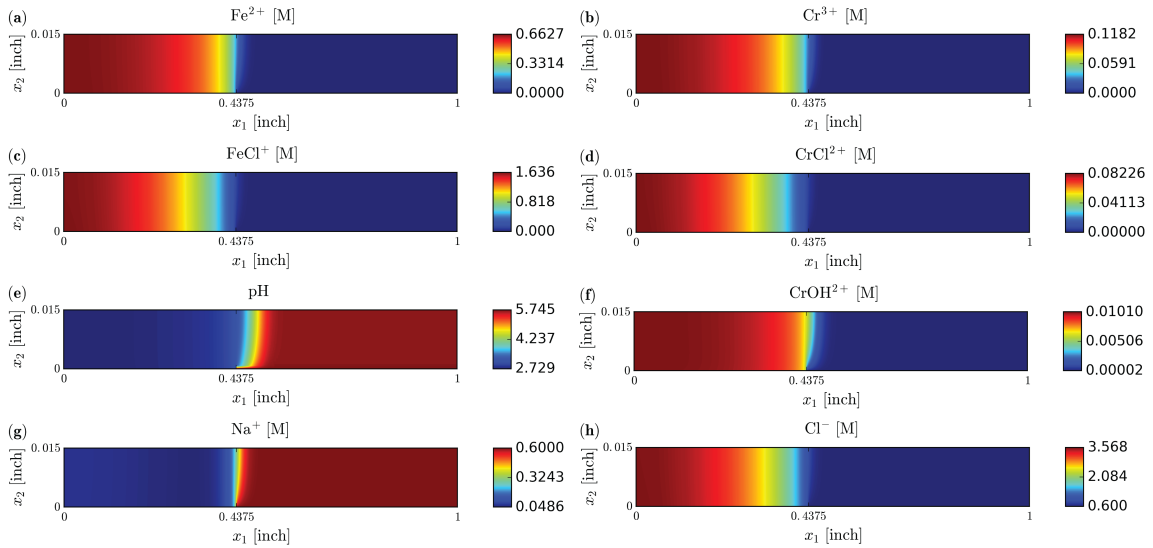 (a) Fe²⁺ [M]
0.015
x₂ [inch]
0
0 0.4375 1
x₁ [inch]
0.6627
0.3314
0.0000
(b) Cr³⁺ [M]
0.015
x₂ [inch]
0
0 0.4375 1
x₁ [inch]
0.1182
0.0591
0.0000
(c) FeCl⁺ [M]
0.015
x₂ [inch]
0
0 0.4375 1
x₁ [inch]
1.636
0.818
0.000
(d) CrCl²⁺ [M]
0.015
x₂ [inch]
0
0 0.4375 1
x₁ [inch]
0.08226
0.04113
0.00000
(e) pH
0.015
x₂ [inch]
0
0 0.4375 1
x₁ [inch]
5.745
4.237
2.729
(f) CrOH²⁺ [M]
0.015
x₂ [inch]
0
0 0.4375 1
x₁ [inch]
0.01010
0.00506
0.00002
(g) Na⁺ [M]
0.015
x₂ [inch]
0
0 0.4375 1
x₁ [inch]
0.6000
0.3243
0.0486
(h) Cl⁻ [M]
0.015
x₂ [inch]
0
0 0.4375 1
x₁ [inch]
3.568
2.084
0.600